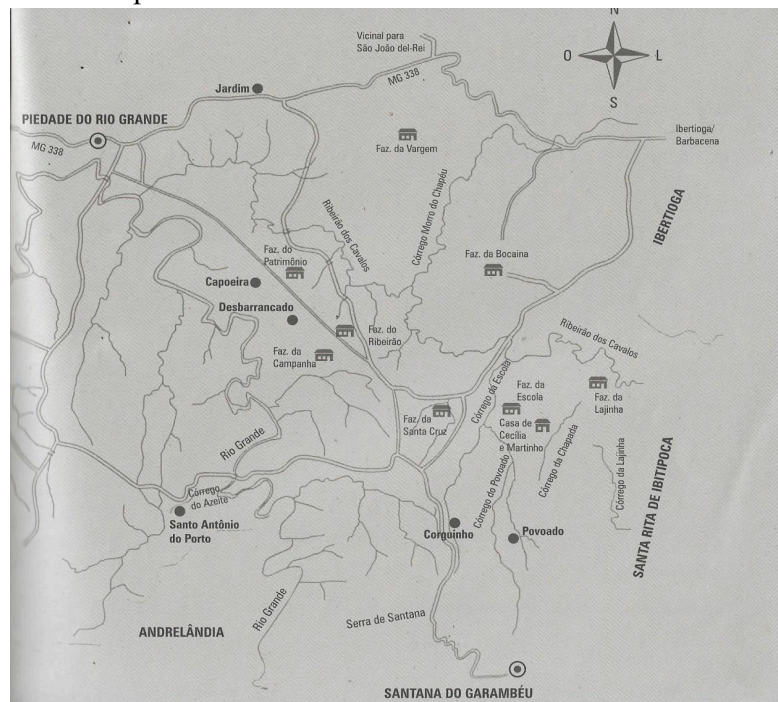 N
Vicinal para
São João del-Rei
O
L
MG 338
S
Jardim
PIEDADE DO RIO GRANDE
MG 338
Faz. da Vargem
Ibertioga/
Barbacena
Ribeirão dos Cavalos
Córrego Morro do Chapéu
IBERTIOGA
Faz. do
Patrimônio
Faz. da Bocaina
Capoeira
Desbarrancado
Faz. do
Ribeirão
Ribeirão dos Cavalos
Faz. da
Campanha
Córrego da Escola
Faz. da
Escola
Faz. da
Lajinha
Faz. da
Santa Cruz
Casa de
Cecília
e Martinho
Rio Grande
Córrego do Povoado
Córrego da Chapada
Córrego da Lajinha
SANTA RITA DE IBITIPOCA
Córrego
do Azeite
Santo Antônio
do Porto
Corguinho
Povoado
Rio Grande
Serra de Santana
ANDRELÂNDIA
SANTANA DO GARAMBÉU